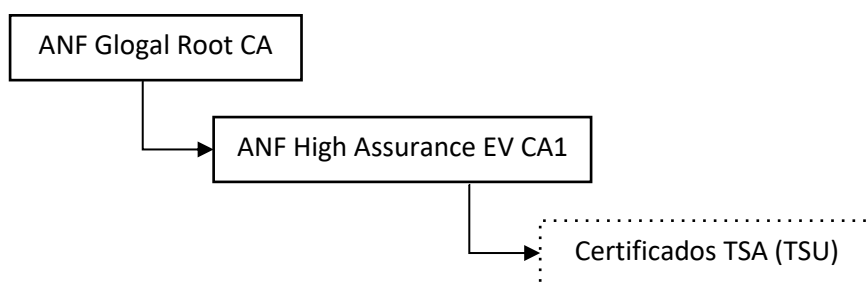 ANF Glogal Root CA
ANF High Assurance EV CA1
Certificados TSA (TSU)